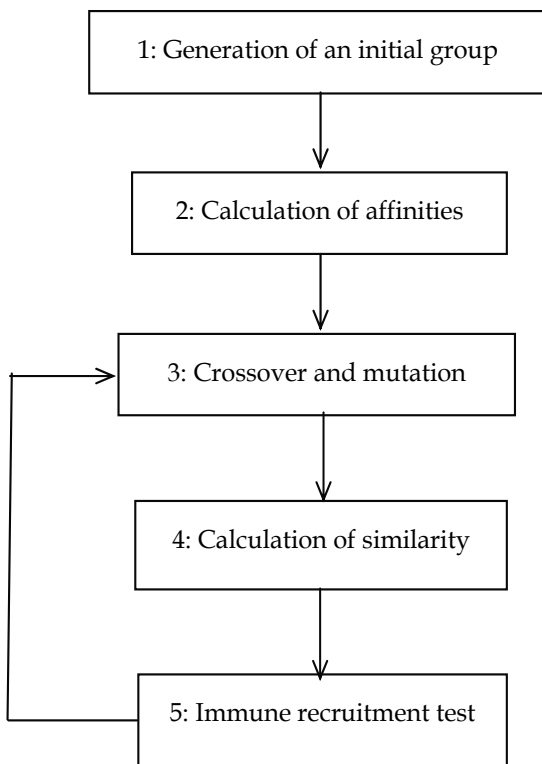 1: Generation of an initial group
2: Calculation of affinities
3: Crossover and mutation
4: Calculation of similarity
5: Immune recruitment test